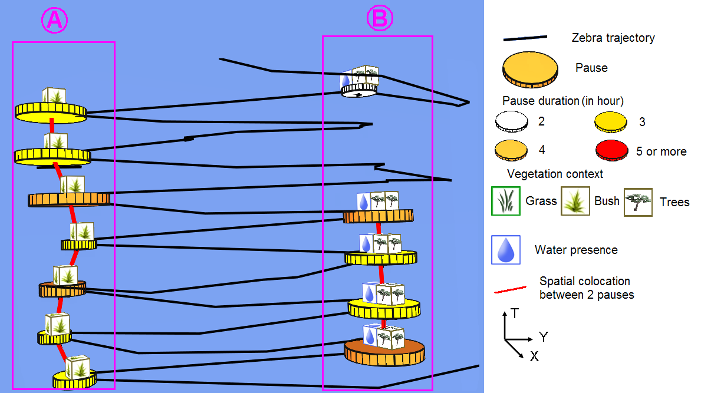 A
B
Zebra trajectory
Pause
Pause duration (in hour)
2 3
4 5 or more
Vegetation context
Grass Bush Trees
Water presence
Spatial colocation
between 2 pauses
T
Y
X